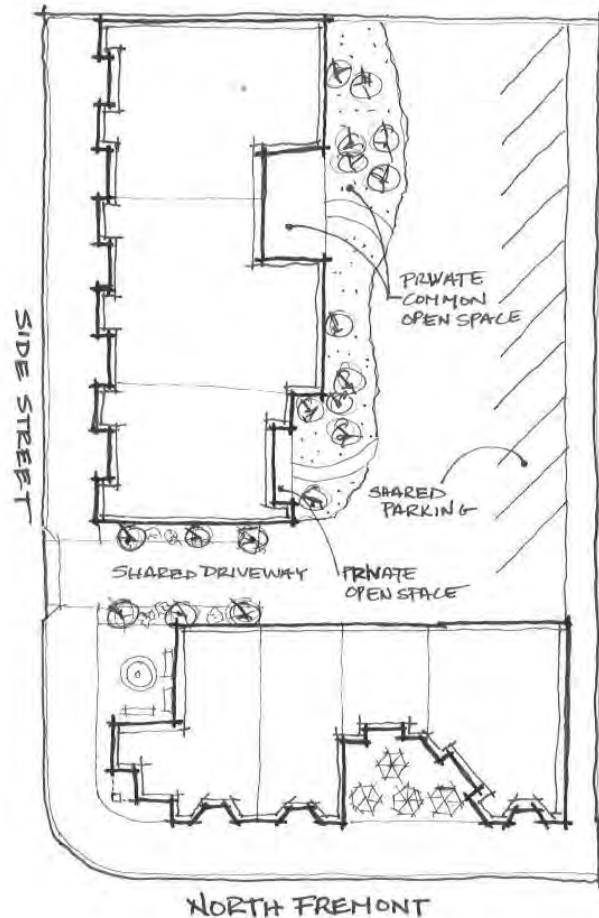 PRIVATE
COMMON
OPEN SPACE
SIDE STREET
SHARED
PARKING
SHARED DRIVEWAY
PRIVATE
OPEN SPACE
NORTH FREMONT